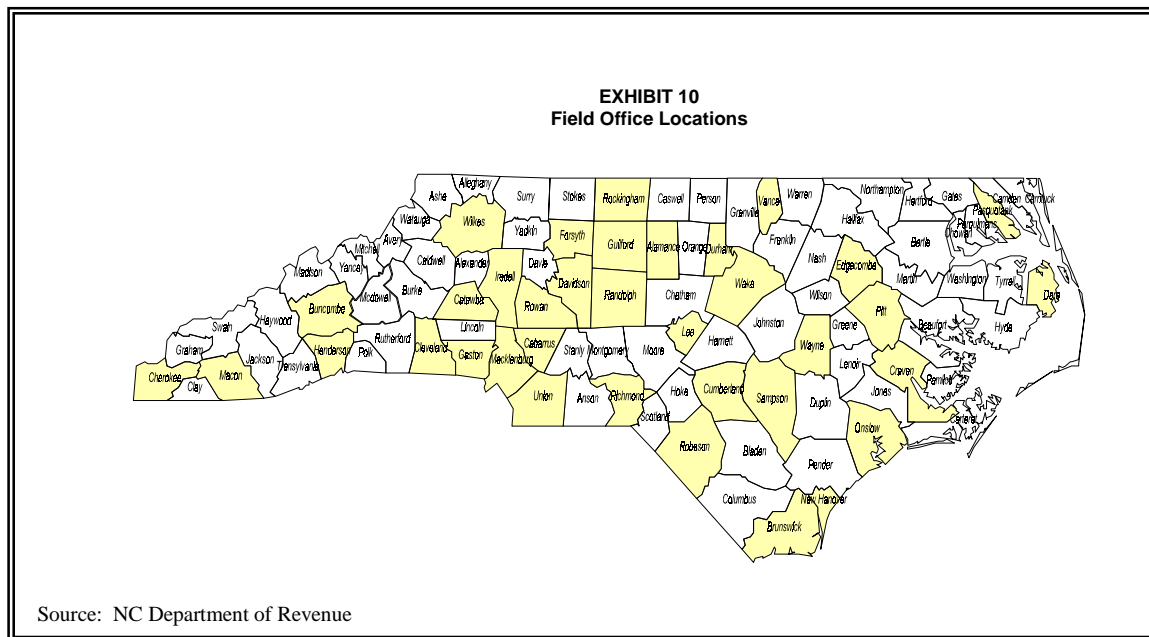 EXHIBIT 10
Field Office Locations
Alleghany
Ashe
Surry
Stokes
Rockingham
Caswell
Person
Granville
Vance
Warren
Northampton
Gates
Hertford
Camden
Currituck
Pasquotank
Perquimans
Chowan
Halifax
Watauga
Wilkes
Yadkin
Forsyth
Guilford
Alamance
Orange
Durham
Franklin
Nash
Edgecombe
Bertie
Mitchell
Avery
Caldwell
Alexander
Iredell
Davie
Davidson
Randolph
Chatham
Wake
Wilson
Martin
Washington
Tyrrell
Dare
Madison
Yancey
Mcdowell
Burke
Catawba
Rowan
Johnston
Greene
Pitt
Beaufort
Hyde
Buncombe
Haywood
Swain
Graham
Jackson
Transylvania
Henderson
Polk
Rutherford
Cleveland
Lincoln
Gaston
Mecklenburg
Cabarrus
Stanly
Montgomery
Moore
Lee
Harnett
Wayne
Lenoir
Craven
Pamlico
Jones
Carteret
Cherokee
Clay
Macon
Union
Anson
Richmond
Scotland
Hoke
Cumberland
Sampson
Duplin
Onslow
Robeson
Bladen
Pender
Columbus
New Hanover
Brunswick
Source: NC Department of Revenue